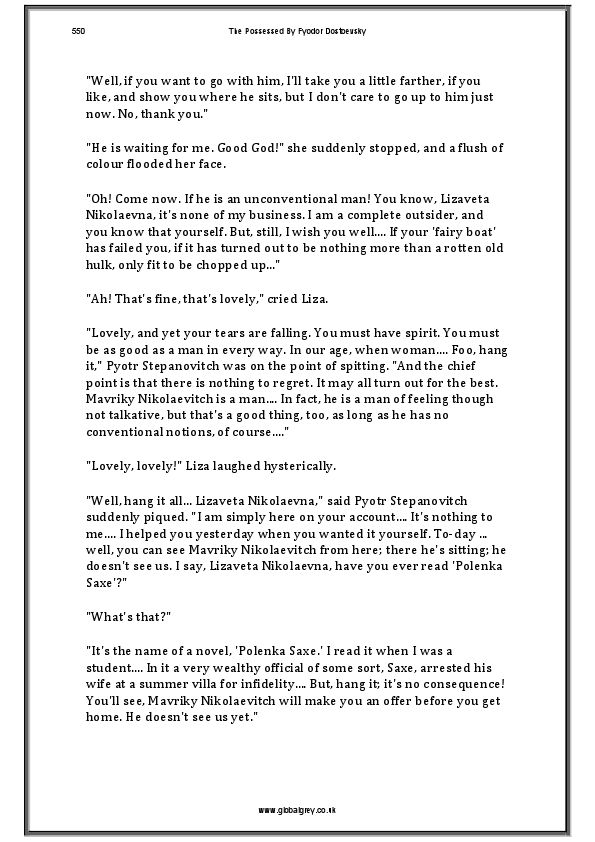 550 The Possessed By Fyodor Dostoevsky
"Well, if you want to go with him, I'll take you a little farther, if you
like, and show you where he sits, but I don't care to go up to him just
now. No, thank you."
"He is waiting for me. Good God!" she suddenly stopped, and a flush of
colour flooded her face.
"Oh! Come now. If he is an unconventional man! You know, Lizaveta
Nikolaevna, it's none of my business. I am a complete outsider, and
you know that yourself. But, still, I wish you well.... If your 'fairy boat'
has failed you, if it has turned out to be nothing more than a rotten old
hulk, only fit to be chopped up..."
"Ah! That's fine, that's lovely," cried Liza.
"Lovely, and yet your tears are falling. You must have spirit. You must
be as good as a man in every way. In our age, when woman.... Foo, hang
it," Pyotr Stepanovitch was on the point of spitting. "And the chief
point is that there is nothing to regret. It may all turn out for the best.
Mavriky Nikolaevitch is a man.... In fact, he is a man of feeling though
not talkative, but that's a good thing, too, as long as he has no
conventional notions, of course...."
"Lovely, lovely!" Liza laughed hysterically.
"Well, hang it all... Lizaveta Nikolaevna," said Pyotr Stepanovitch
suddenly piqued. "I am simply here on your account.... It's nothing to
me.... I helped you yesterday when you wanted it yourself. To-day ...
well, you can see Mavriky Nikolaevitch from here; there he's sitting; he
doesn't see us. I say, Lizaveta Nikolaevna, have you ever read 'Polenka
Saxe'?"
"What's that?"
"It's the name of a novel, 'Polenka Saxe.' I read it when I was a
student.... In it a very wealthy official of some sort, Saxe, arrested his
wife at a summer villa for infidelity.... But, hang it; it's no consequence!
You'll see, Mavriky Nikolaevitch will make you an offer before you get
home. He doesn't see us yet."
www.globalgrey.co.uk